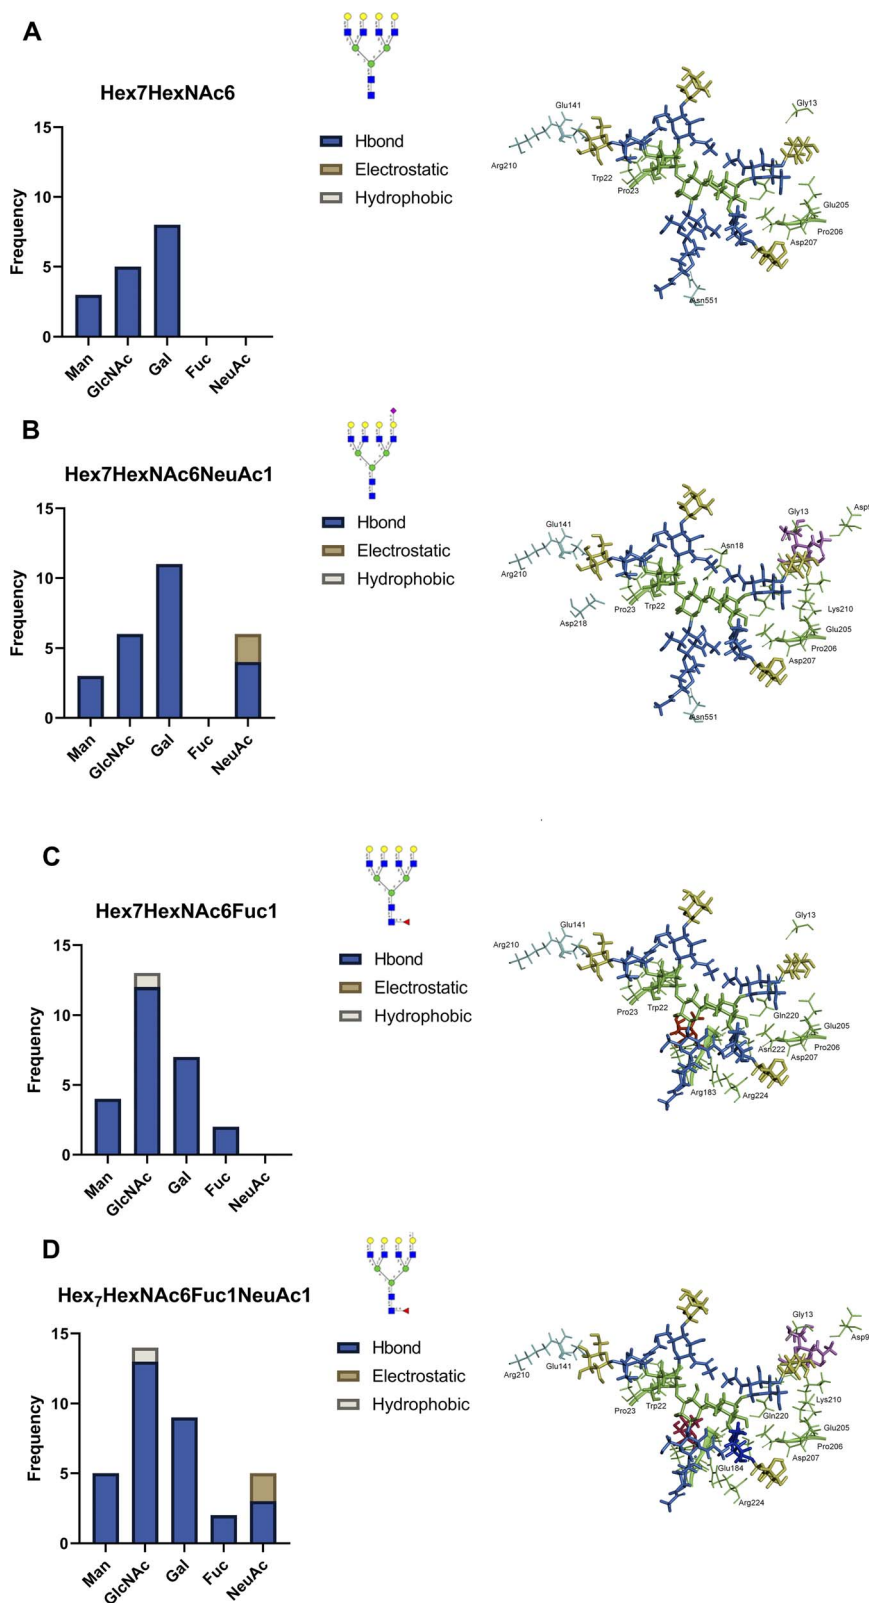 A
Hex7HexNAc6
Hbond
Electrostatic
Hydrophobic
Frequency
15
10
5
0
Man
GlcNAc
Gal
Fuc
NeuAc
Glu141
Arg210
Trp22
Pro23
Gly13
Glu205
Pro206
Asp207
Asn551
B
Hex7HexNAc6NeuAc1
Hbond
Electrostatic
Hydrophobic
Frequency
15
10
5
0
Man
GlcNAc
Gal
Fuc
NeuAc
Glu141
Arg210
Asp218
Pro23
Trp22
Asn18
Gly13
Lys210
Glu205
Pro206
Asp207
Asn551
C
Hex7HexNAc6Fuc1
Hbond
Electrostatic
Hydrophobic
Frequency
15
10
5
0
Man
GlcNAc
Gal
Fuc
NeuAc
Arg210
Glu141
Pro23
Trp22
Gly13
Gln220
Glu205
Asn222
Pro206
Asp207
Arg183
Arg224
D
Hex₇HexNAc6Fuc1NeuAc1
Hbond
Electrostatic
Hydrophobic
Frequency
15
10
5
0
Man
GlcNAc
Gal
Fuc
NeuAc
Arg210
Glu141
Pro23
Trp22
Gly13
Asp9
Lys210
Gln220
Glu205
Pro206
Asp207
Glu184
Arg224